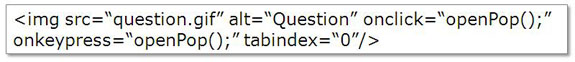 <img src=“question.gif” alt=“Question” onclick=“openPop();”
onkeypress=“openPop();” tabindex=“0”/>